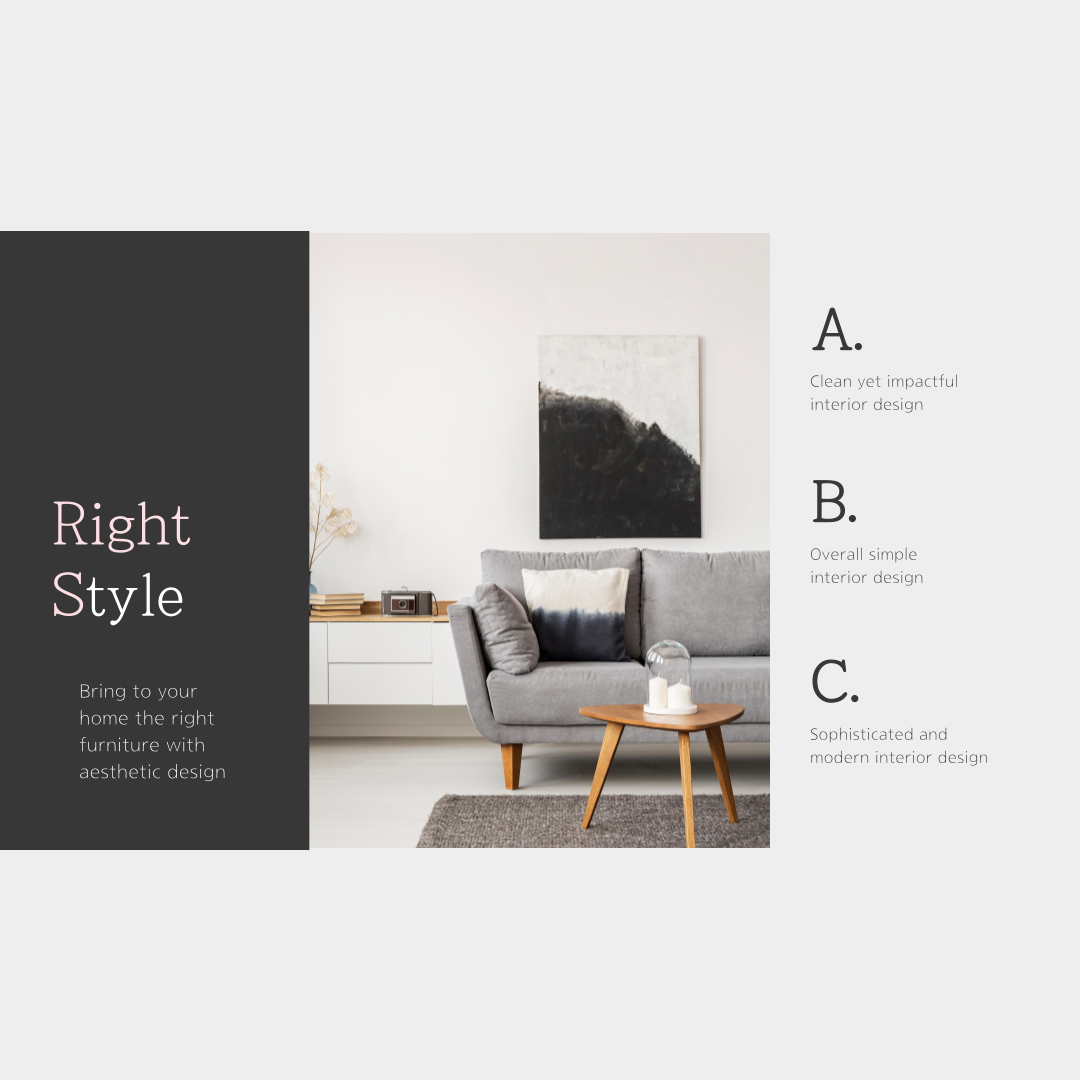 Right
Style
Bring to your
home the right
furniture with
aesthetic design
A.
Clean yet impactful
interior design
B.
Overall simple
interior design
C.
Sophisticated and
modern interior design